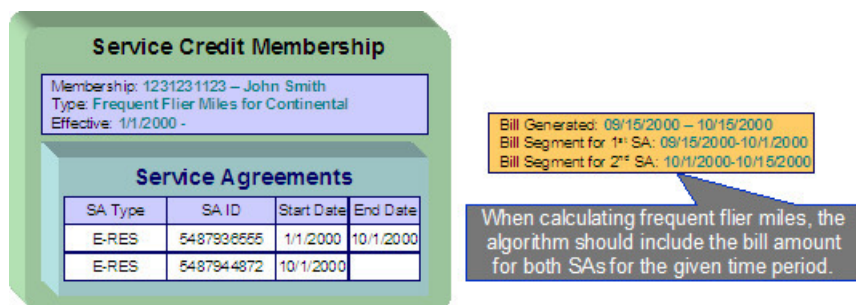 Service Credit Membership
Membership: 1231231123 – John Smith
Type: Frequent Flier Miles for Continental
Effective: 1/1/2000 -
Service Agreements
SA Type SA ID Start Date End Date
E-RES 5487936555 1/1/2000 10/1/2000
E-RES 5487944872 10/1/2000
Bill Generated: 09/15/2000 – 10/15/2000
Bill Segment for 1st SA: 09/15/2000-10/1/2000
Bill Segment for 2nd SA: 10/1/2000-10/15/2000
When calculating frequent flier miles, the
algorithm should include the bill amount
for both SAs for the given time period.